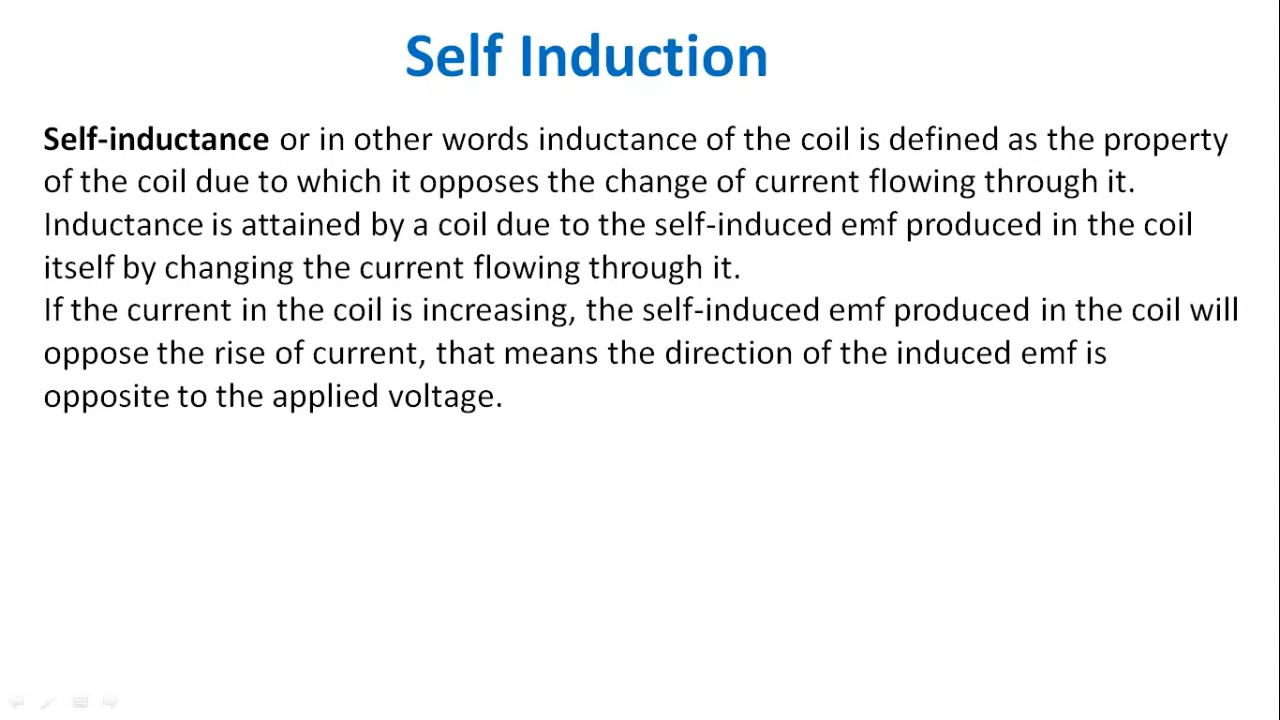 Self Induction
Self-inductance or in other words inductance of the coil is defined as the property
of the coil due to which it opposes the change of current flowing through it.
Inductance is attained by a coil due to the self-induced emf produced in the coil
itself by changing the current flowing through it.
If the current in the coil is increasing, the self-induced emf produced in the coil will
oppose the rise of current, that means the direction of the induced emf is
opposite to the applied voltage.